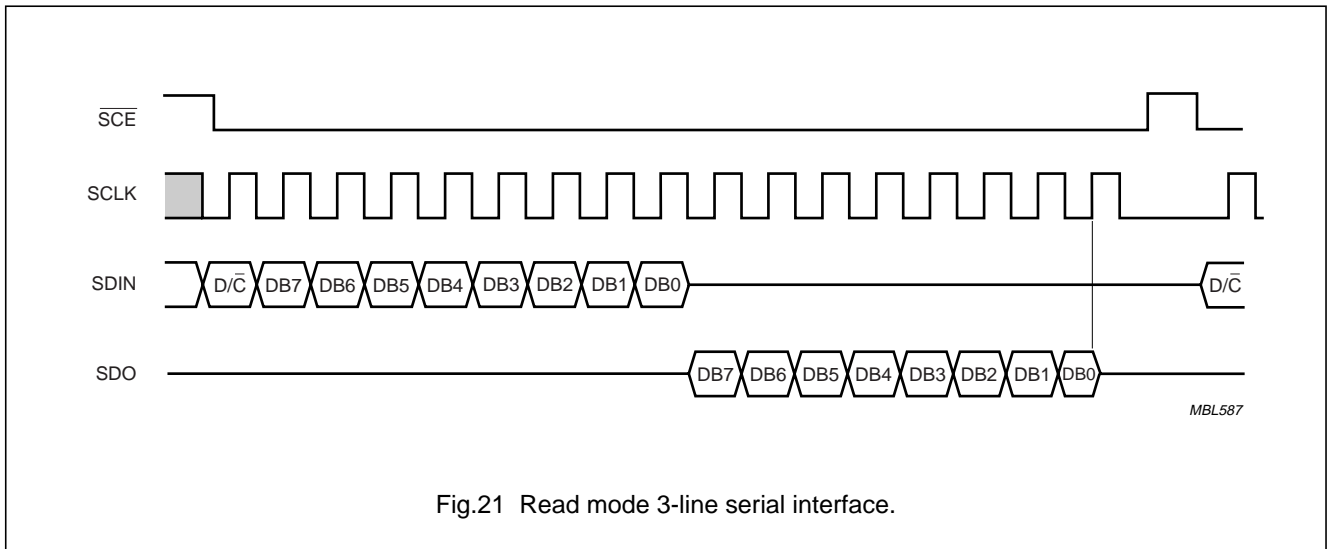 S̅C̅E̅
SCLK
SDIN D/C̅ DB7 DB6 DB5 DB4 DB3 DB2 DB1 DB0 D/C̅
SDO DB7 DB6 DB5 DB4 DB3 DB2 DB1 DB0
MBL587
Fig.21 Read mode 3-line serial interface.